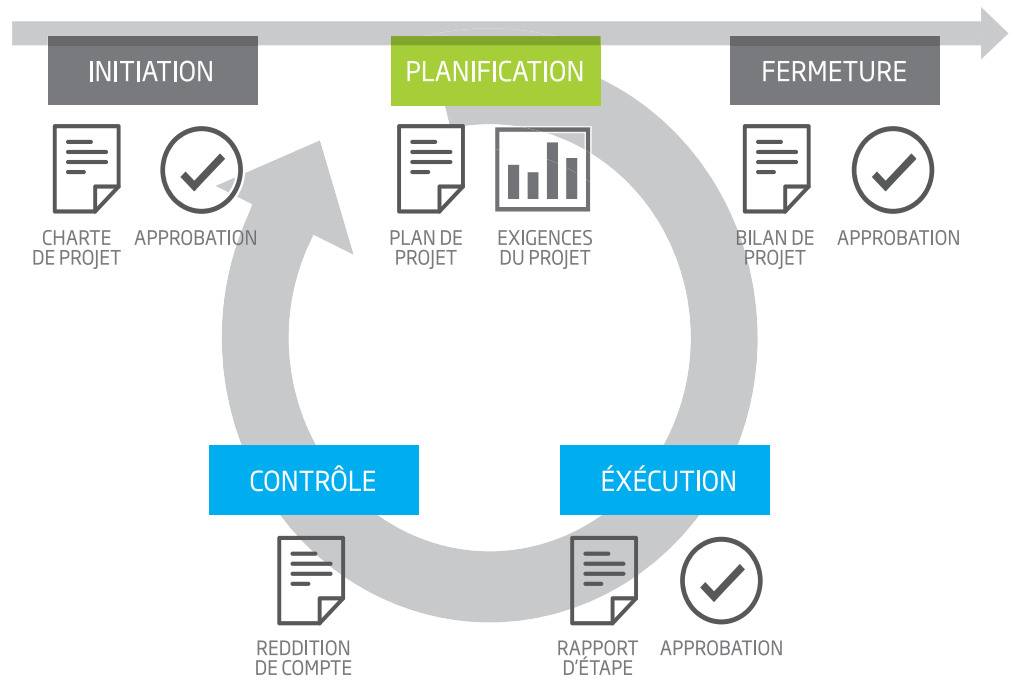 INITIATION
PLANIFICATION
FERMETURE
CHARTE
DE PROJET
APPROBATION
PLAN DE
PROJET
EXIGENCES
DU PROJET
BILAN DE
PROJET
APPROBATION
CONTRÔLE
ÉXÉCUTION
REDDITION
DE COMPTE
RAPPORT
D'ÉTAPE
APPROBATION